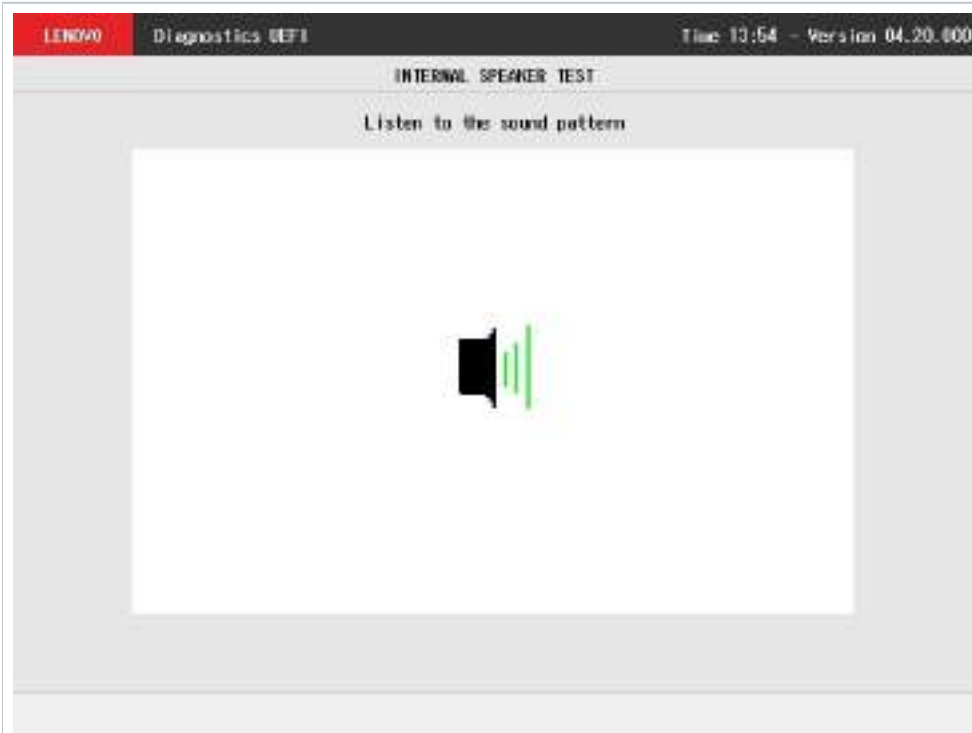 LENOVO Diagnostics UEFI Time 13:54 - Version 04.20.000
INTERNAL SPEAKER TEST
Listen to the sound pattern